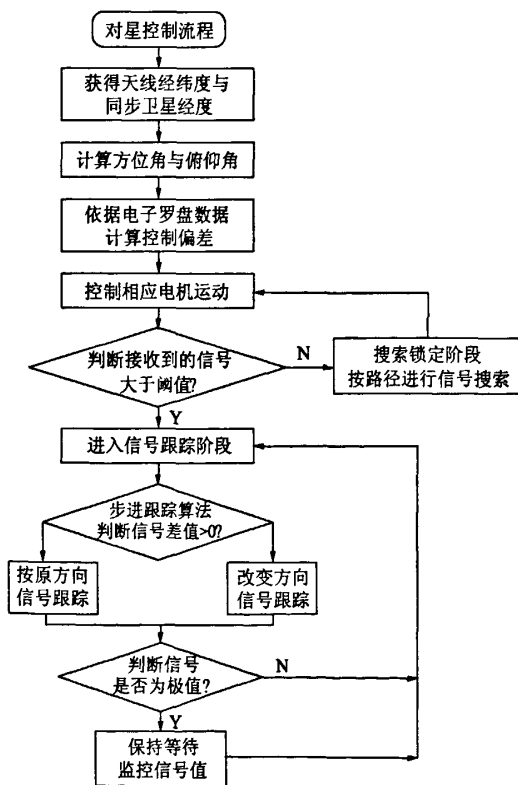 对星控制流程
获得天线经纬度与
同步卫星经度
计算方位角与俯仰角
依据电子罗盘数据
计算控制偏差
控制相应电机运动
判断接收到的信号
大于阈值?
N
搜索锁定阶段
按路径进行信号搜索
Y
进入信号跟踪阶段
步进跟踪算法
判断信号差值>0?
按原方向
信号跟踪
改变方向
信号跟踪
判断信号
是否为极值?
N
Y
保持等待
监控信号值